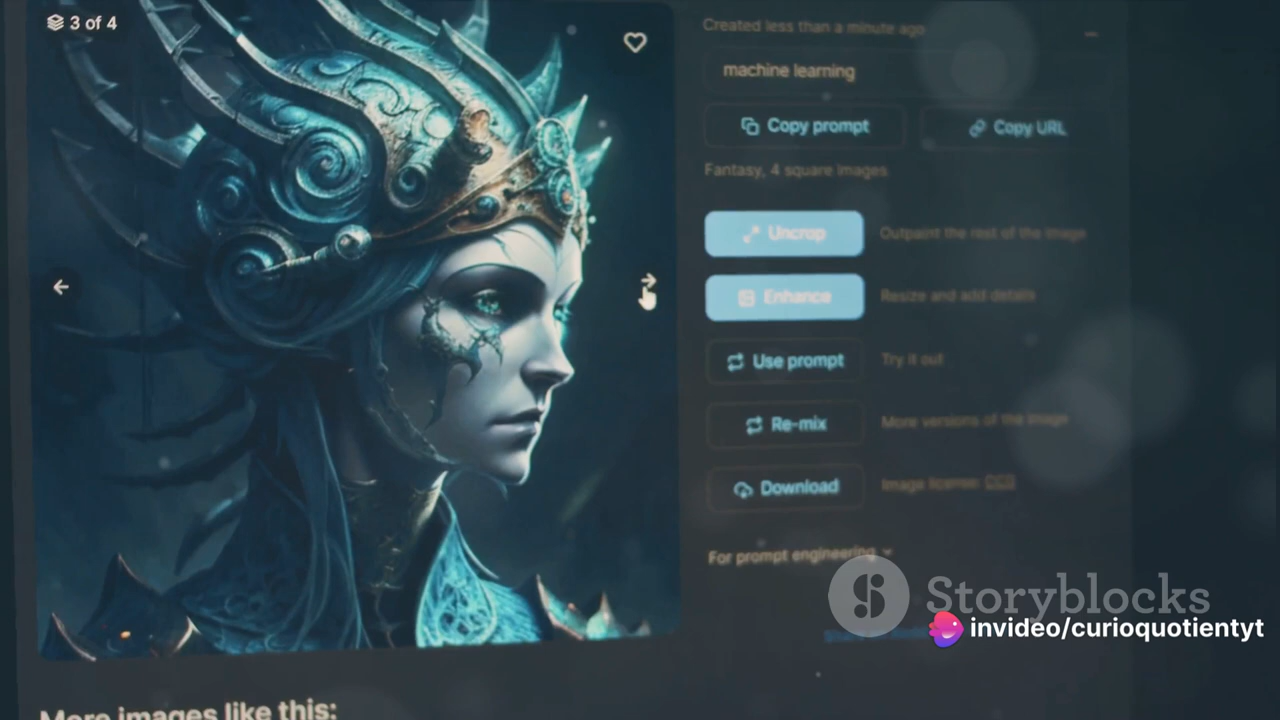 3 of 4
Created less than a minute ago
machine learning
Copy prompt
Copy URL
Fantasy, 4 square images
Uncrop
Outpaint the rest of the image
Enhance
Resize and add details
Use prompt
Try it out
Re-mix
More versions of the image
Download
Image license: CC0
For prompt engineering
Storyblocks
invideo/curioquotientyt
More images like this: